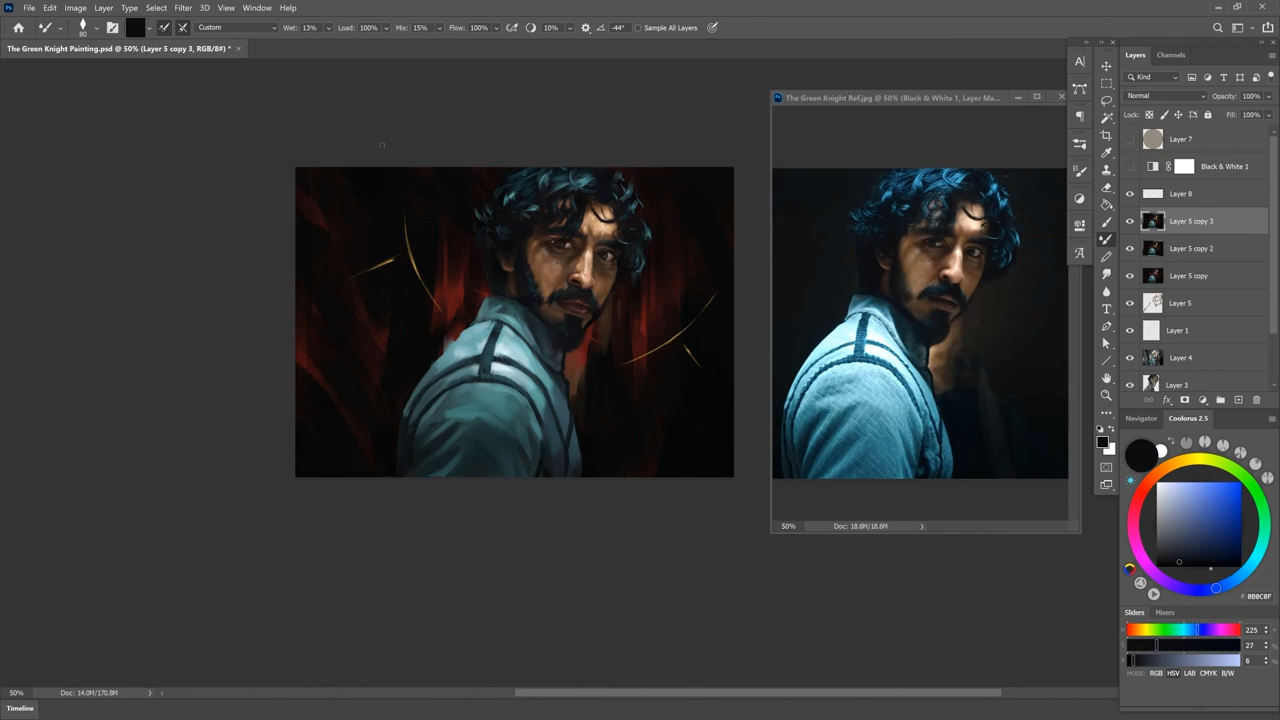 Ps File Edit Image Layer Type Select Filter 3D View Window Help
80 Custom Wet: 13% Load: 100% Mix: 15% Flow: 100% 10% -44° Sample All Layers
The Green Knight Painting.psd @ 50% (Layer 5 copy 3, RGB/8#) * ×
Layers Channels
Kind
The Green Knight Ref.jpg @ 50% (Black & White 1, Layer Ma...
Normal Opacity: 100%
Lock: Fill: 100%
Layer 7
Black & White 1
Layer 8
Layer 5 copy 3
Layer 5 copy 2
Layer 5 copy
Layer 5
Layer 1
Layer 4
Layer 3
fx
Navigator Coolorus 2.5
50% Doc: 18.6M/18.6M
# 0B0C0F
Sliders Mixers
225
27
6
MODE: RGB HSV LAB CMYK B/W
50% Doc: 14.0M/170.8M
Timeline